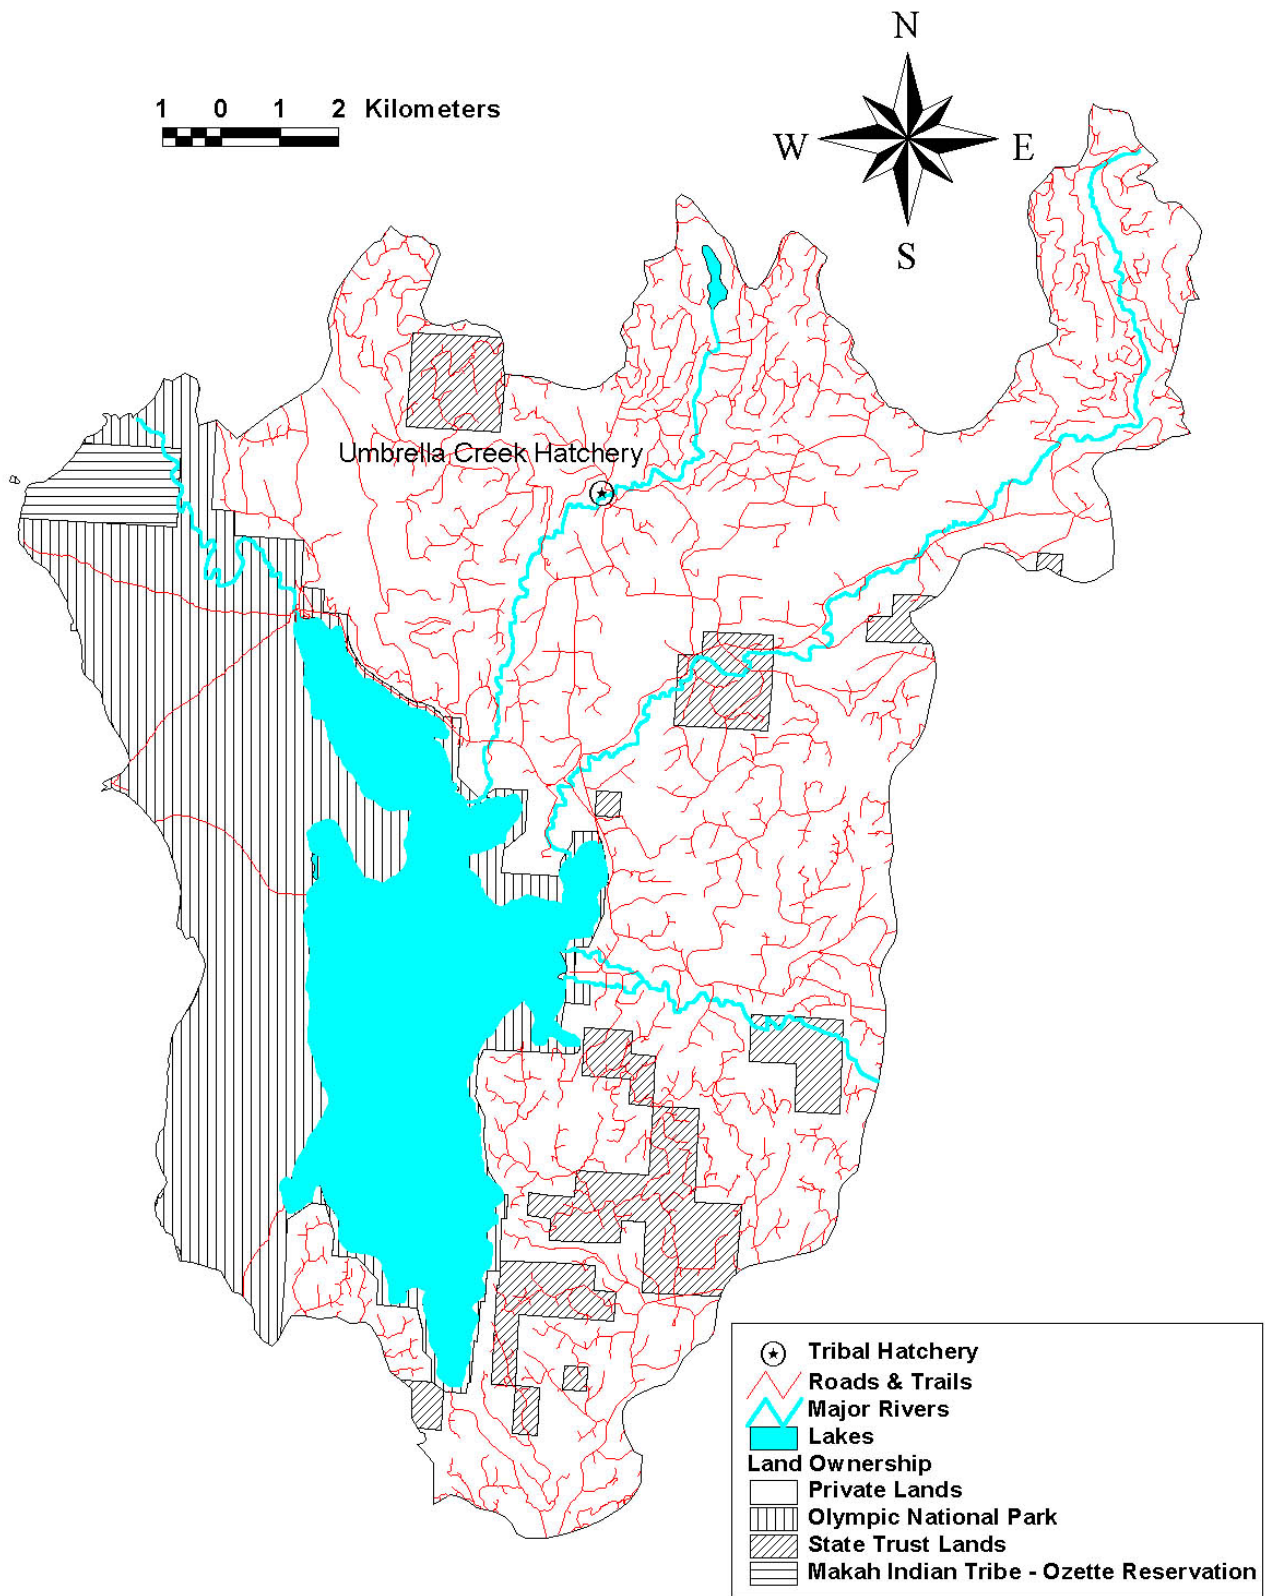 N
1 0 1 2 Kilometers
W E
S
Umbrella Creek Hatchery
Tribal Hatchery
Roads & Trails
Major Rivers
Lakes
Land Ownership
Private Lands
Olympic National Park
State Trust Lands
Makah Indian Tribe - Ozette Reservation